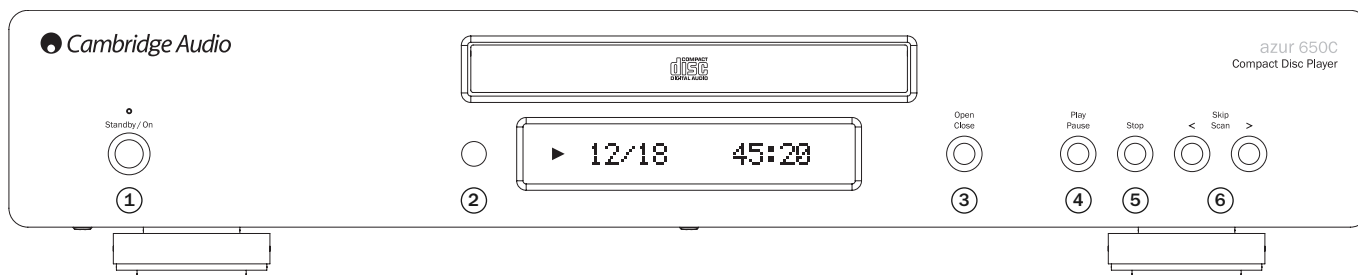 Cambridge Audio
COMPACT
disc
DIGITAL AUDIO
azur 650C
Compact Disc Player
Standby / On
12/18 45:20
Open
Close
Play
Pause
Stop
Skip
< Scan >
1
2
3
4
5
6